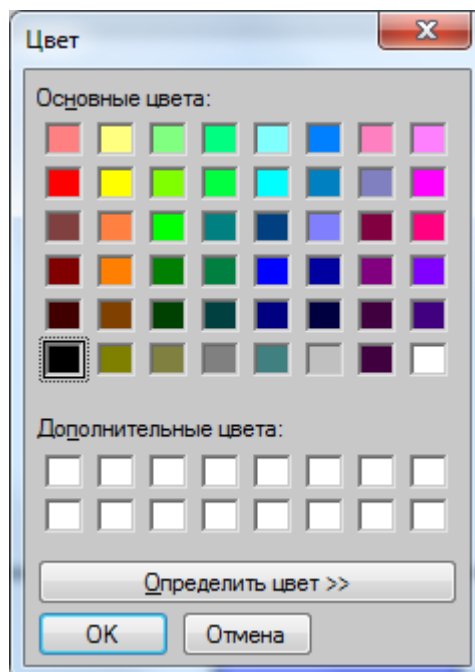 Цвет
Основные цвета:
Дополнительные цвета:
Определить цвет >>
OK
Отмена